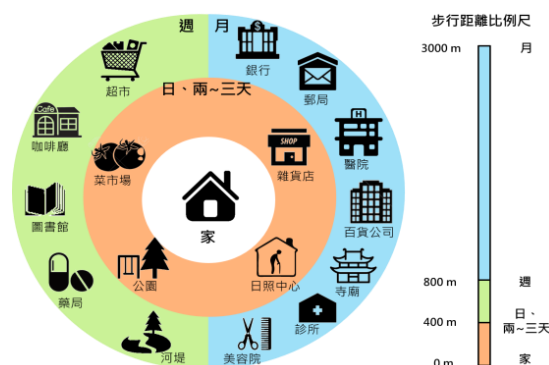 步行距離比例尺
週 月
銀行
超市
日、兩~三天
郵局
Cafe
咖啡廳
菜市場
SHOP
雜貨店
H
醫院
圖書館
家
百貨公司
藥局
公園
日照中心
寺廟
河堤
美容院
診所
3000 m 月
800 m 週
400 m 日、
兩~三天
0 m 家